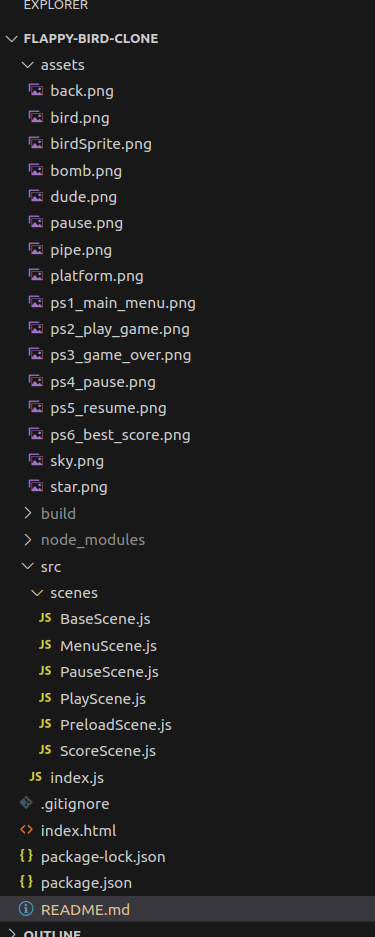 EXPLORER
FLAPPY-BIRD-CLONE
assets
back.png
bird.png
birdSprite.png
bomb.png
dude.png
pause.png
pipe.png
platform.png
ps1_main_menu.png
ps2_play_game.png
ps3_game_over.png
ps4_pause.png
ps5_resume.png
ps6_best_score.png
sky.png
star.png
build
node_modules
src
scenes
JS BaseScene.js
JS MenuScene.js
JS PauseScene.js
JS PlayScene.js
JS PreloadScene.js
JS ScoreScene.js
JS index.js
.gitignore
<> index.html
{} package-lock.json
{} package.json
README.md
OUTLINE